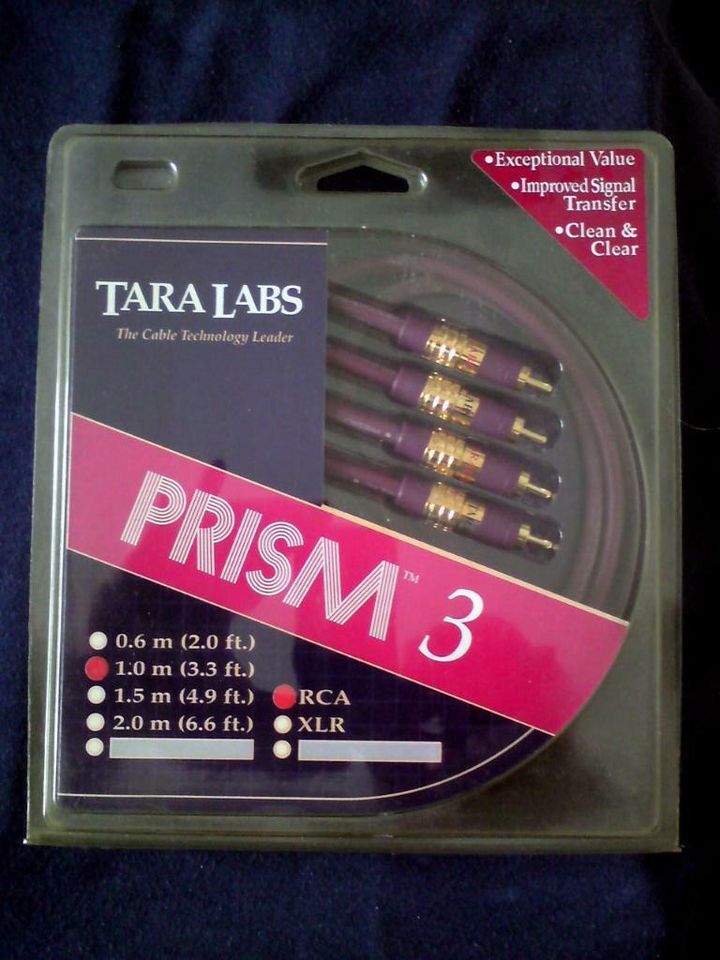 •Exceptional Value
•Improved Signal
Transfer
•Clean &
Clear
TARA LABS
The Cable Technology Leader
PRISM™ 3
0.6 m (2.0 ft.)
1.0 m (3.3 ft.)
1.5 m (4.9 ft.)
2.0 m (6.6 ft.)
RCA
XLR